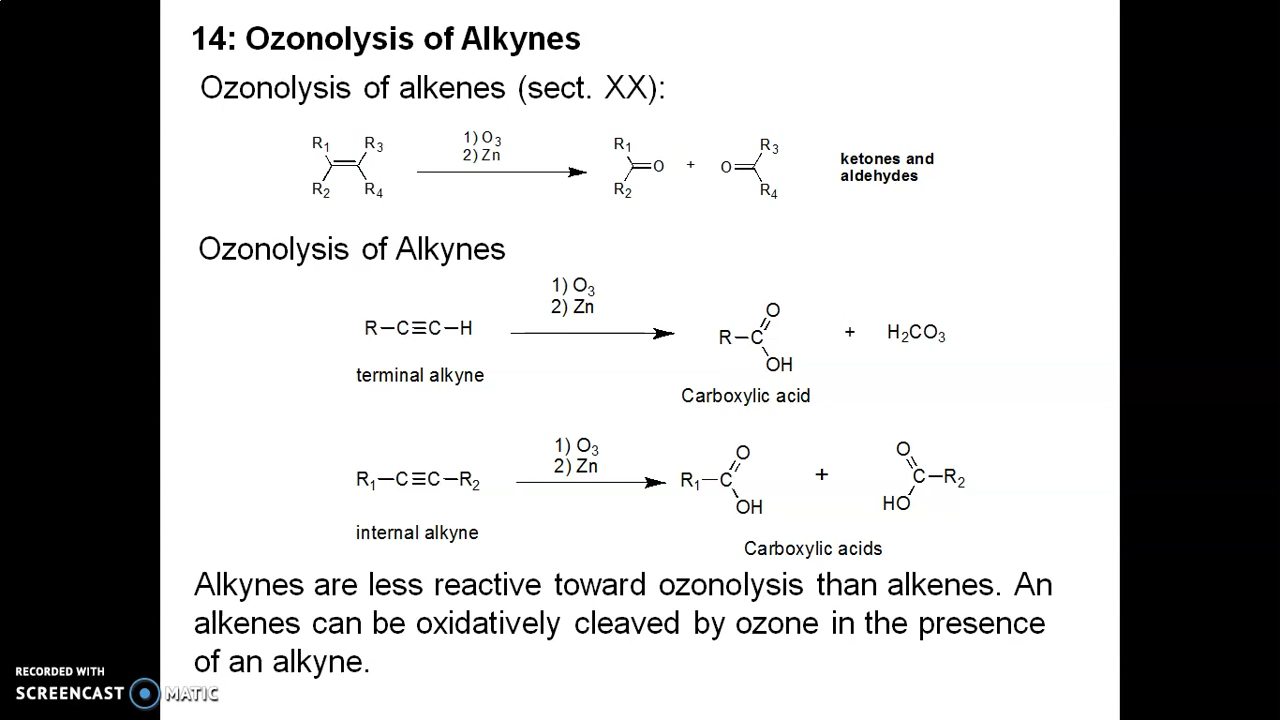 14: Ozonolysis of Alkynes
Ozonolysis of alkenes (sect. XX):
R₁ R₃
R₂ R₄
1) O₃
2) Zn
R₁
R₂
O
+
O
R₃
R₄
ketones and
aldehydes
Ozonolysis of Alkynes
R—C≡C—H
terminal alkyne
1) O₃
2) Zn
O
R—C
OH
Carboxylic acid
+
H₂CO₃
R₁—C≡C—R₂
internal alkyne
1) O₃
2) Zn
O
R₁—C
OH
+
O
C—R₂
HO
Carboxylic acids
Alkynes are less reactive toward ozonolysis than alkenes. An
alkenes can be oxidatively cleaved by ozone in the presence
of an alkyne.
RECORDED WITH
SCREENCAST MATIC